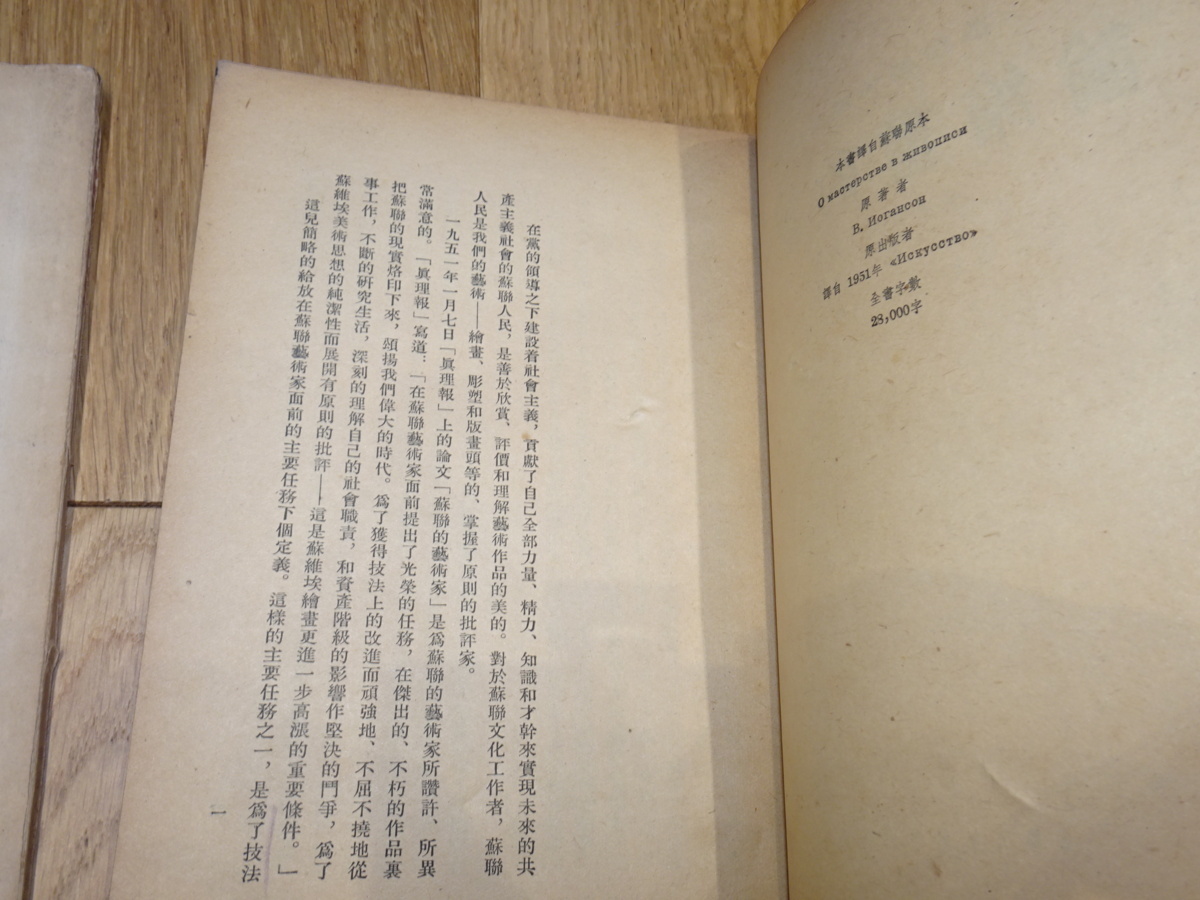 本書譯自蘇聯原本
О мастерстве в живописи
原著者
В. Иогансон
原出版者
譯自 1951年 «Искусство»
全書字數
28,000字
在黨的領導之下建設着社會主義，貢獻了自己全部力量、精力、知識和才幹來實現未來的共
產主義社會的蘇聯人民，是善於欣賞、評價和理解藝術作品的美的。對於蘇聯文化工作者，蘇聯
人民是我們的藝術——繪畫、彫塑和版畫頭等的、掌握了原則的批評家。
一九五一年一月七日「眞理報」上的論文「蘇聯的藝術家」是爲蘇聯的藝術家所讚許、所異
常滿意的。「眞理報」寫道：「在蘇聯藝術家面前提出了光榮的任務，在傑出的、不朽的作品裏
把蘇聯的現實烙印下來，頌揚我們偉大的時代。爲了獲得技法上的改進而頑強地、不屈不撓地從
事工作，不斷的硏究生活，深刻的理解自己的社會職責，和資產階級的影響作堅決的鬥爭，爲了
蘇維埃美術思想的純潔性而展開有原則的批評——這是蘇維埃繪畫更進一步高漲的重要條件。」
這兒簡略的給放在蘇聯藝術家面前的主要任務下個定義。這樣的主要任務之一，是爲了技法
一